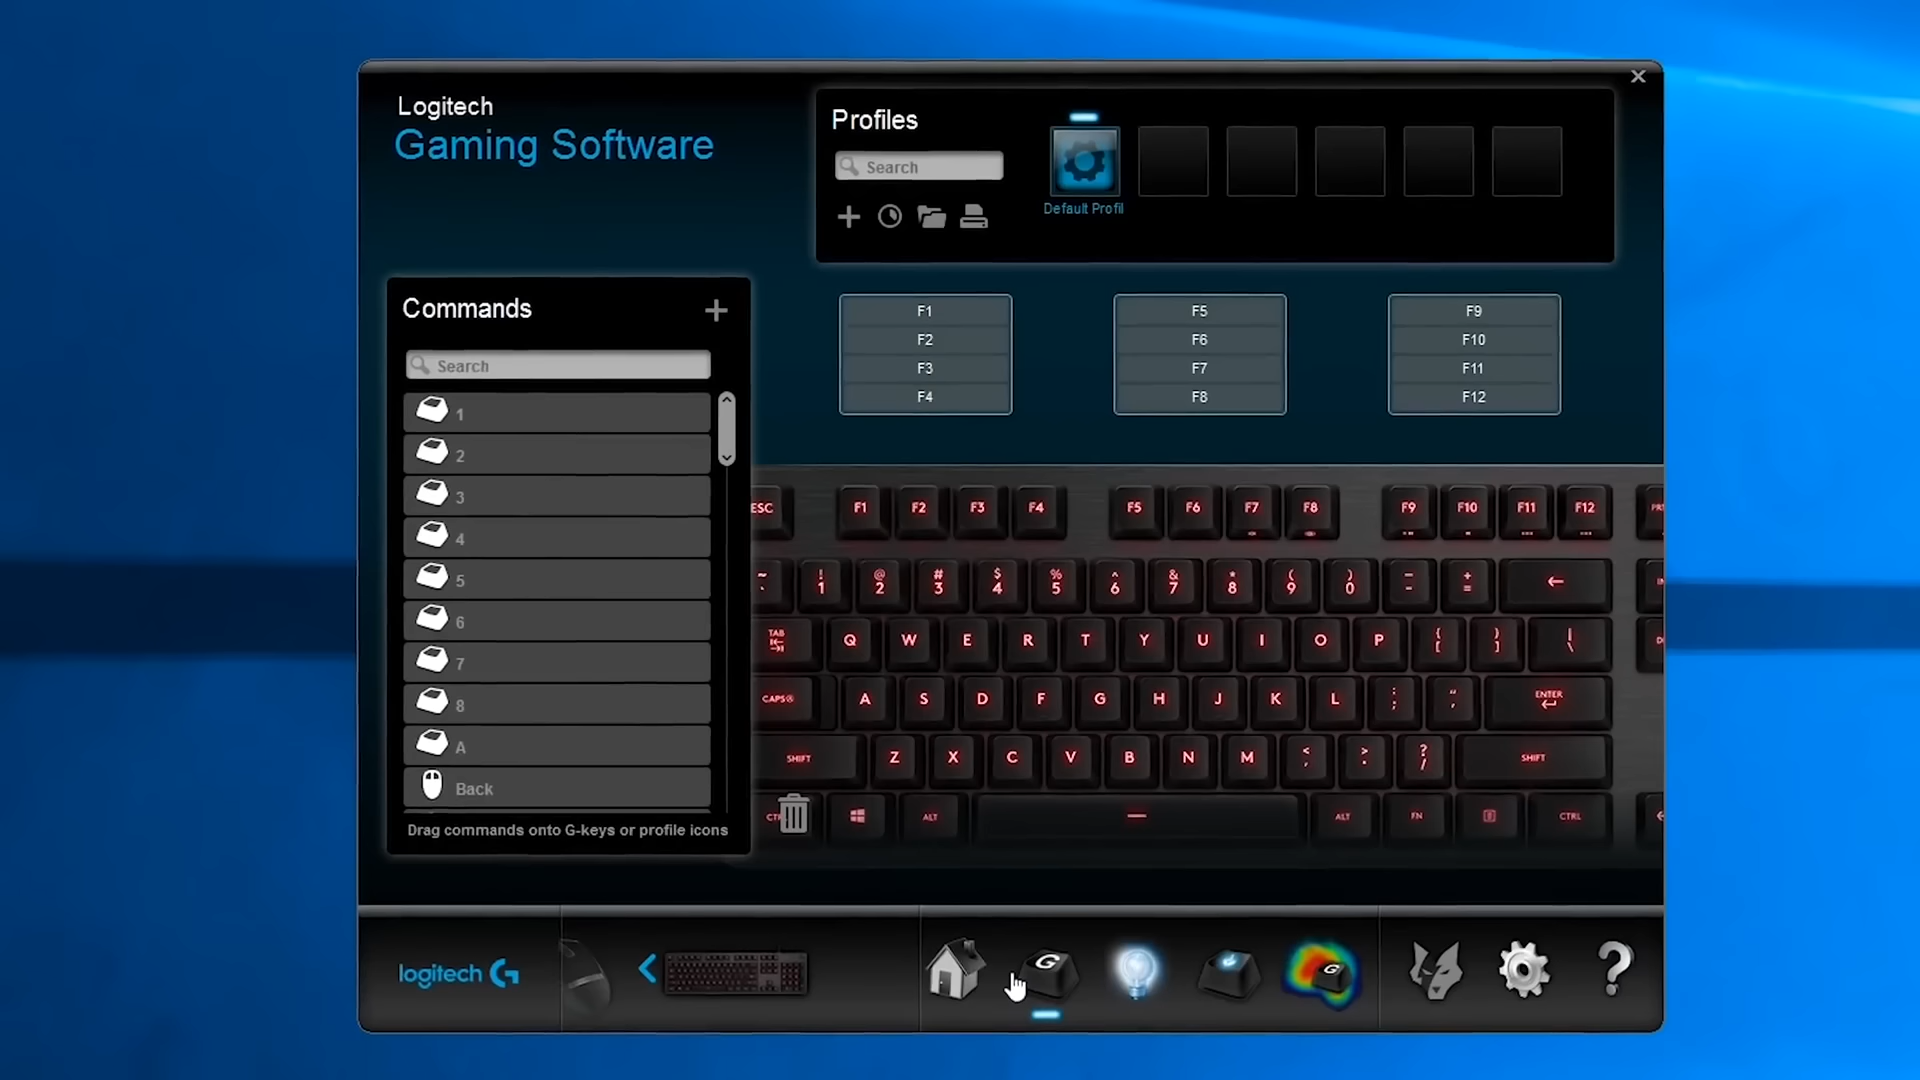 Logitech
Gaming Software
Profiles
Search
Default Profil
Commands
Search
1
2
3
4
5
6
7
8
A
Back
Drag commands onto G-keys or profile icons
F1
F2
F3
F4
F5
F6
F7
F8
F9
F10
F11
F12
ESC F1 F2 F3 F4 F5 F6 F7 F8 F9 F10 F11 F12
~ ! @ # $ % ^ & * ( ) - +
` 1 2 3 4 5 6 7 8 9 0 - = ←
TAB Q W E R T Y U I O P { [ } ] | \
CAPS A A S D F G H J K L : ; " ' ENTER
SHIFT Z X C V B N M < , > . ? / SHIFT
ALT ALT FN CTRL
logitech G
G
G
?